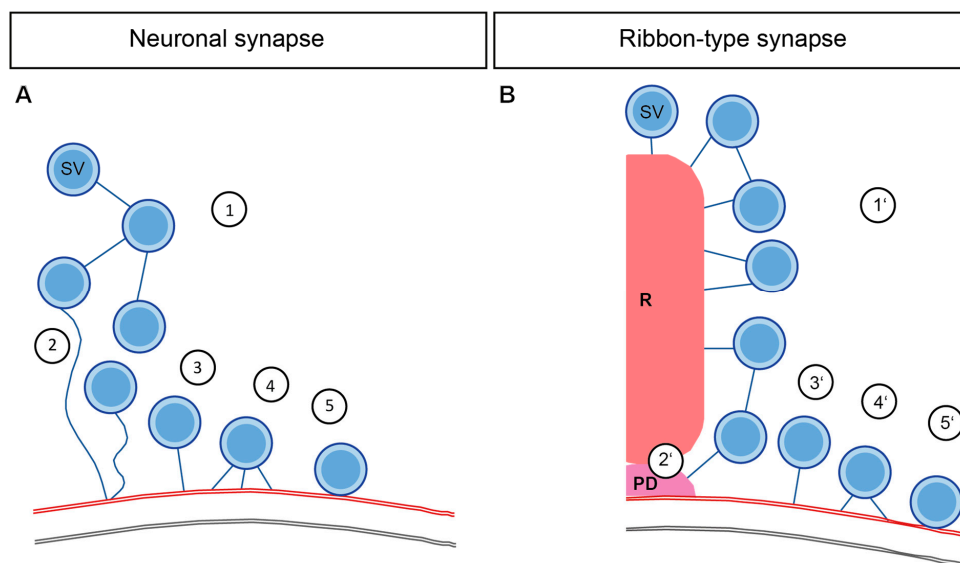 Neuronal synapse
Ribbon-type synapse
A
B
SV
SV
1
1‘
2
3
4
5
R
3‘
4‘
5‘
2‘
PD